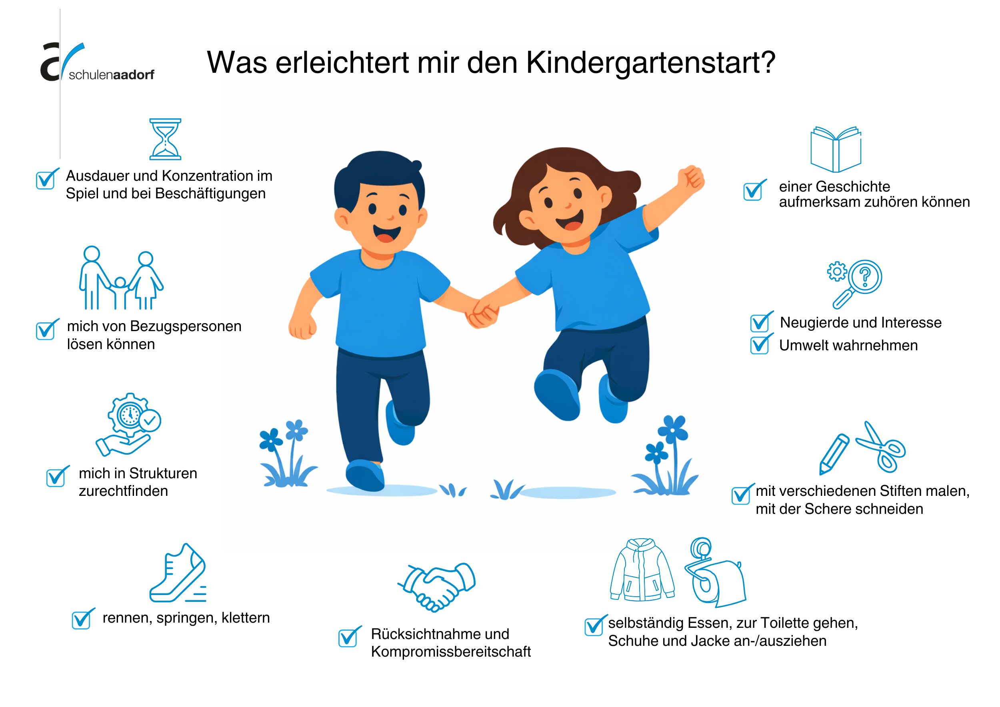 schulenaadorf
Was erleichtert mir den Kindergartenstart?
Ausdauer und Konzentration im
Spiel und bei Beschäftigungen
mich von Bezugspersonen
lösen können
mich in Strukturen
zurechtfinden
rennen, springen, klettern
Rücksichtnahme und
Kompromissbereitschaft
selbständig Essen, zur Toilette gehen,
Schuhe und Jacke an-/ausziehen
mit verschiedenen Stiften malen,
mit der Schere schneiden
Neugierde und Interesse
Umwelt wahrnehmen
einer Geschichte
aufmerksam zuhören können